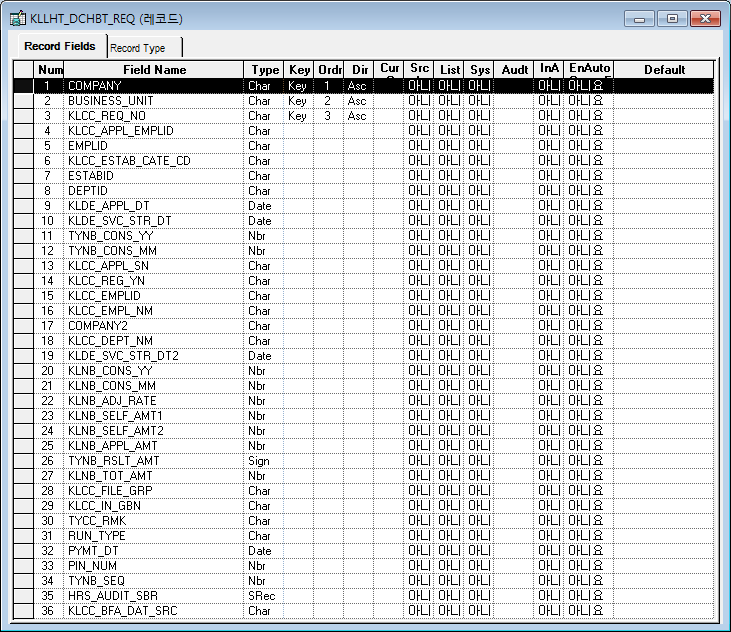 KLLHT_DCHBT_REQ (레코드)
Record Fields Record Type
Num Field Name Type Key Ordr Dir Cur Src List Sys Audt InA EnAuto Default
1 COMPANY Char Key 1 Asc 아니 아니 아니 아니 아니요
2 BUSINESS_UNIT Char Key 2 Asc 아니 아니 아니 아니 아니요
3 KLCC_REQ_NO Char Key 3 Asc 아니 아니 아니 아니 아니요
4 KLCC_APPL_EMPLID Char 아니 아니 아니 아니 아니요
5 EMPLID Char 아니 아니 아니 아니 아니요
6 KLCC_ESTAB_CATE_CD Char 아니 아니 아니 아니 아니요
7 ESTABID Char 아니 아니 아니 아니 아니요
8 DEPTID Char 아니 아니 아니 아니 아니요
9 KLDE_APPL_DT Date 아니 아니 아니 아니 아니요
10 KLDE_SVC_STR_DT Date 아니 아니 아니 아니 아니요
11 TYNB_CONS_YY Nbr 아니 아니 아니 아니 아니요
12 TYNB_CONS_MM Nbr 아니 아니 아니 아니 아니요
13 KLCC_APPL_SN Char 아니 아니 아니 아니 아니요
14 KLCC_REG_YN Char 아니 아니 아니 아니 아니요
15 KLCC_EMPLID Char 아니 아니 아니 아니 아니요
16 KLCC_EMPL_NM Char 아니 아니 아니 아니 아니요
17 COMPANY2 Char 아니 아니 아니 아니 아니요
18 KLCC_DEPT_NM Char 아니 아니 아니 아니 아니요
19 KLDE_SVC_STR_DT2 Date 아니 아니 아니 아니 아니요
20 KLNB_CONS_YY Nbr 아니 아니 아니 아니 아니요
21 KLNB_CONS_MM Nbr 아니 아니 아니 아니 아니요
22 KLNB_ADJ_RATE Nbr 아니 아니 아니 아니 아니요
23 KLNB_SELF_AMT1 Nbr 아니 아니 아니 아니 아니요
24 KLNB_SELF_AMT2 Nbr 아니 아니 아니 아니 아니요
25 KLNB_APPL_AMT Nbr 아니 아니 아니 아니 아니요
26 TYNB_RSLT_AMT Sign 아니 아니 아니 아니 아니요
27 KLNB_TOT_AMT Nbr 아니 아니 아니 아니 아니요
28 KLCC_FILE_GRP Char 아니 아니 아니 아니 아니요
29 KLCC_IN_GBN Char 아니 아니 아니 아니 아니요
30 TYCC_RMK Char 아니 아니 아니 아니 아니요
31 RUN_TYPE Char 아니 아니 아니 아니 아니요
32 PYMT_DT Date 아니 아니 아니 아니 아니요
33 PIN_NUM Nbr 아니 아니 아니 아니 아니요
34 TYNB_SEQ Nbr 아니 아니 아니 아니 아니요
35 HRS_AUDIT_SBR SRec 아니 아니 아니 아니 아니요
36 KLCC_BFA_DAT_SRC Char 아니 아니 아니 아니 아니요